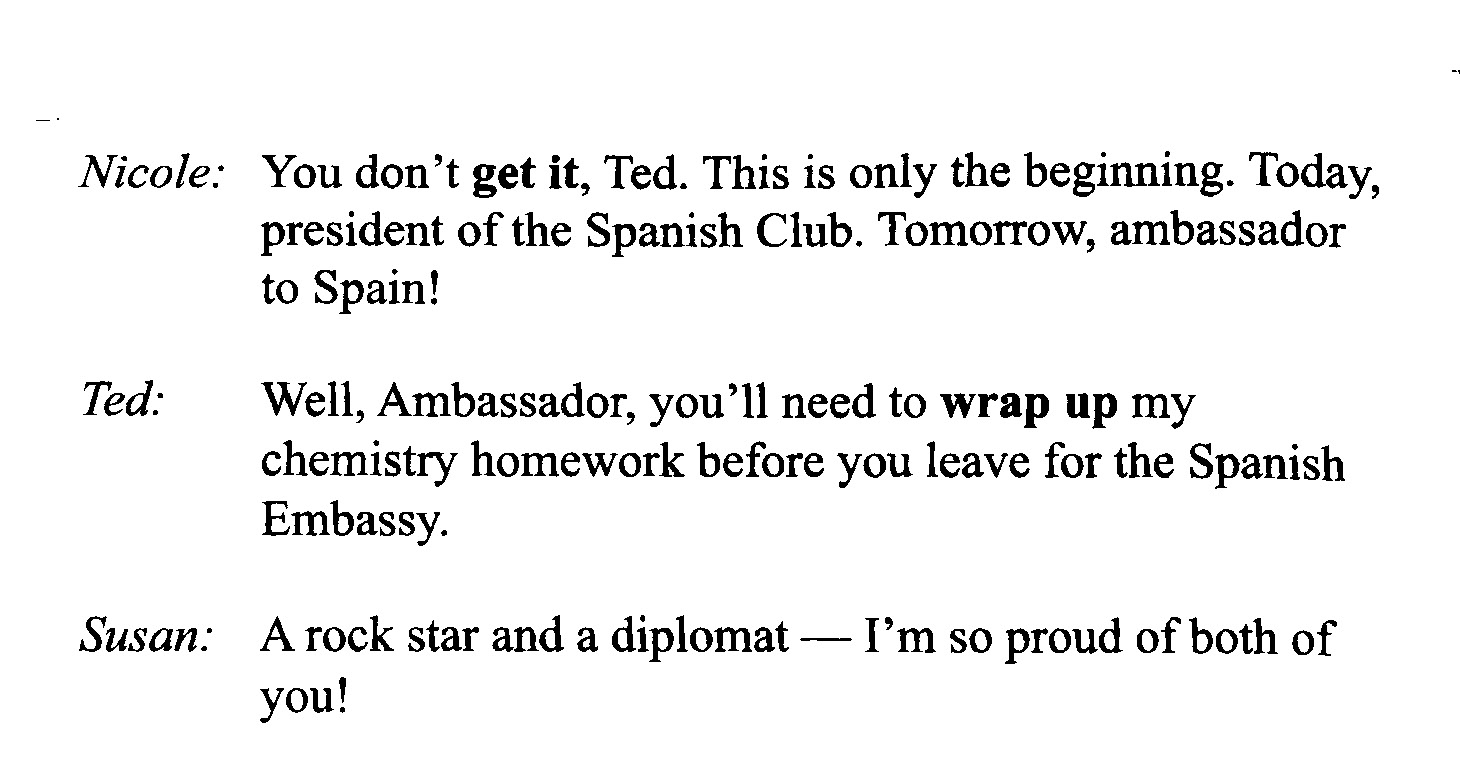 Nicole: You don't get it, Ted. This is only the beginning. Today,
president of the Spanish Club. Tomorrow, ambassador
to Spain!
Ted: Well, Ambassador, you'll need to wrap up my
chemistry homework before you leave for the Spanish
Embassy.
Susan: A rock star and a diplomat — I'm so proud of both of
you!